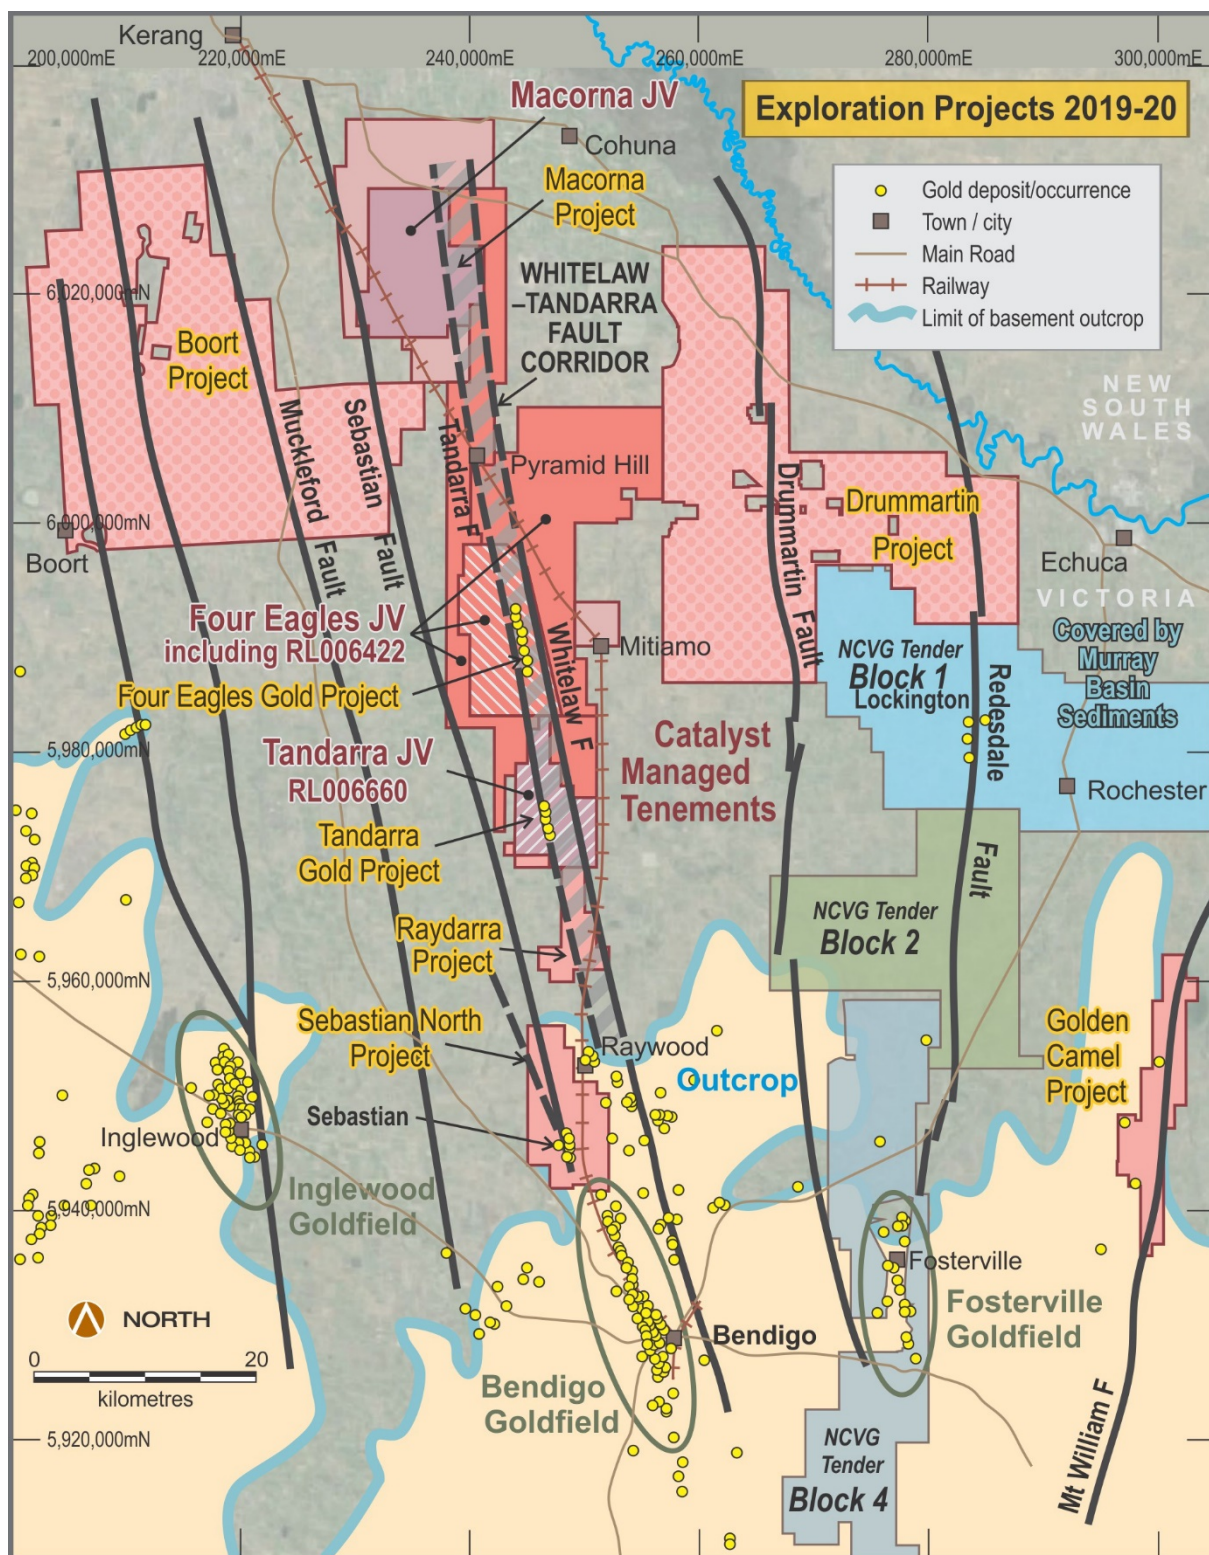 Kerang
200,000mE
220,000mE
240,000mE
260,000mE
280,000mE
300,000mE
Macorna JV
Exploration Projects 2019-20
Cohuna
Gold deposit/occurrence
Town / city
Main Road
Railway
Limit of basement outcrop
Macorna
Project
6,020,000mN
WHITELAW
–TANDARRA
FAULT
CORRIDOR
Boort
Project
NEW
SOUTH
WALES
Muckleford
Fault
Sebastian
Fault
Tandarra F
Pyramid Hill
Drummartin
Fault
Drummartin
Project
6,000,000mN
Boort
Echuca
VICTORIA
Four Eagles JV
including RL006422
Four Eagles Gold Project
Whitelaw F
Mitiamo
NCVG Tender
Block 1
Lockington
Redesdale
Fault
Covered by
Murray
Basin
Sediments
5,980,000mN
Tandarra JV
RL006660
Catalyst
Managed
Tenements
Rochester
Tandarra
Gold Project
NCVG Tender
Block 2
Raydarra
Project
5,960,000mN
Sebastian North
Project
Raywood
Outcrop
Golden
Camel
Project
Sebastian
Inglewood
Inglewood
Goldfield
5,940,000mN
Fosterville
Fosterville
Goldfield
NORTH
0
20
kilometres
Bendigo
Bendigo
Goldfield
5,920,000mN
NCVG
Tender
Block 4
Mt William F